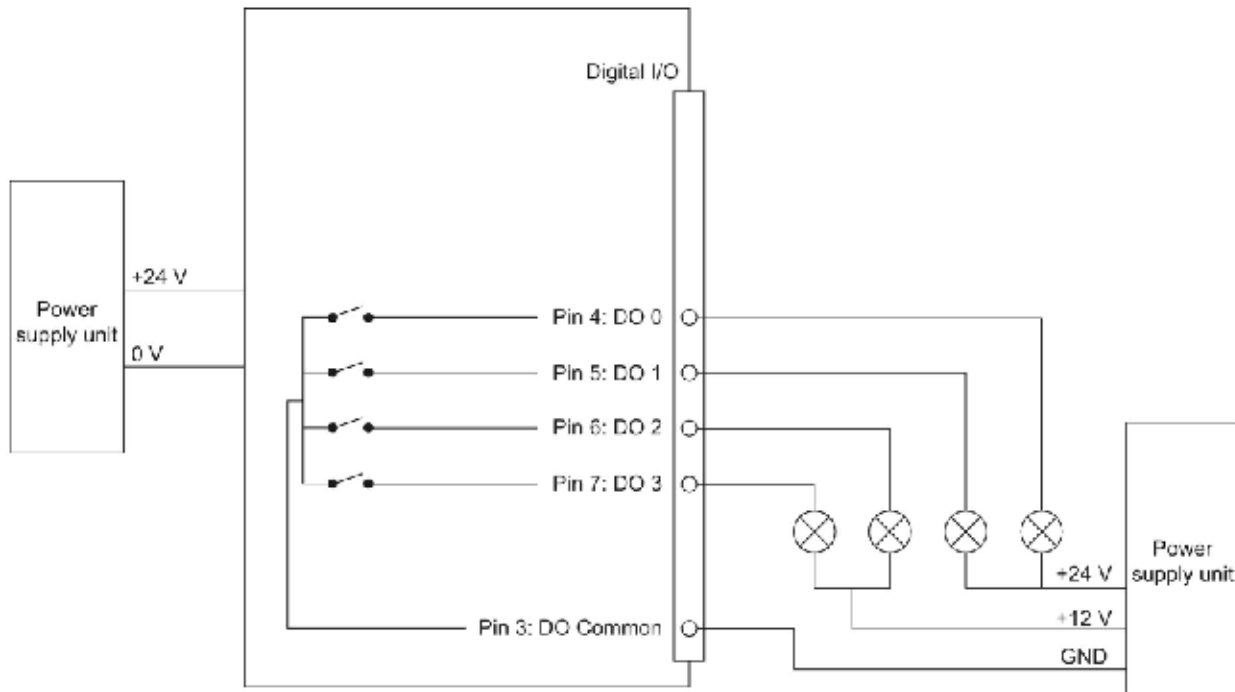 Digital I/O
+24 V
Power
supply unit
0 V
Pin 4: DO 0
Pin 5: DO 1
Pin 6: DO 2
Pin 7: DO 3
Power
supply unit
+24 V
+12 V
Pin 3: DO Common
GND